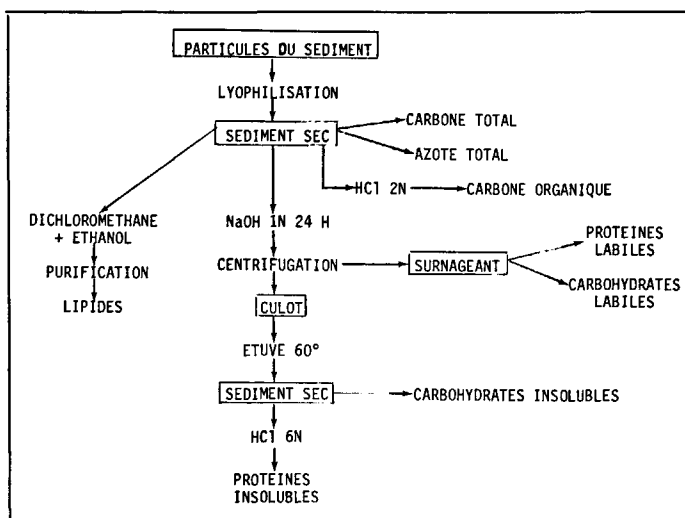 PARTICULES DU SEDIMENT
LYOPHILISATION
SEDIMENT SEC
CARBONE TOTAL
AZOTE TOTAL
HCl 2N
CARBONE ORGANIQUE
DICHLOROMETHANE
+ ETHANOL
PURIFICATION
LIPIDES
NaOH 1N 24 H
CENTRIFUGATION
SURNAGEANT
PROTEINES
LABILES
CARBOHYDRATES
LABILES
CULOT
ETUVE 60°
SEDIMENT SEC
CARBOHYDRATES INSOLUBLES
HCl 6N
PROTEINES
INSOLUBLES